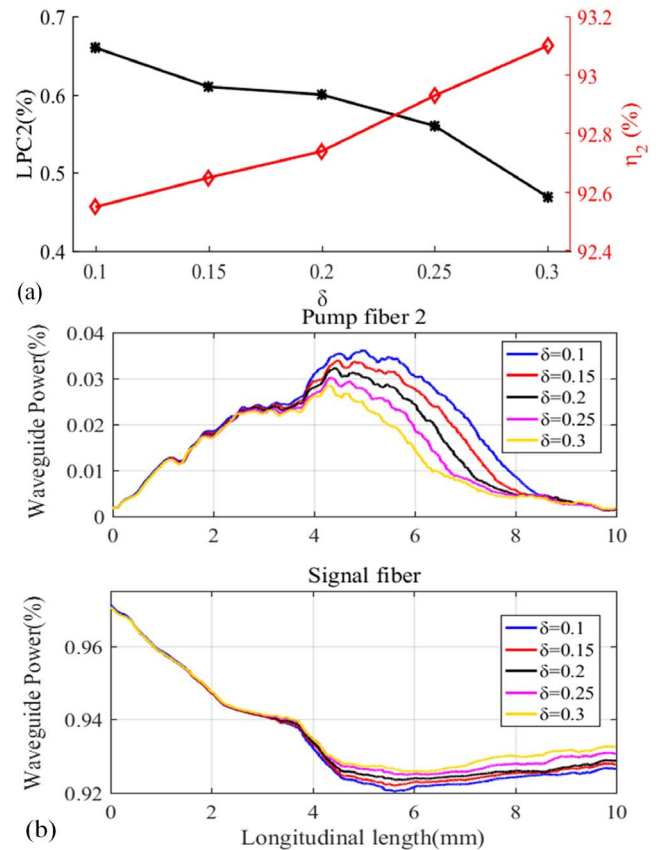 0.7
0.6
0.5
0.4
LPC2(%)
93.2
93
92.8
92.6
92.4
η2 (%)
0.1 0.15 0.2 0.25 0.3
δ
(a)
Pump fiber 2
0.04
0.03
0.02
0.01
0
Waveguide Power(%)
δ=0.1
δ=0.15
δ=0.2
δ=0.25
δ=0.3
0 2 4 6 8 10
Signal fiber
0.96
0.94
0.92
Waveguide Power(%)
δ=0.1
δ=0.15
δ=0.2
δ=0.25
δ=0.3
0 2 4 6 8 10
Longitudinal length(mm)
(b)